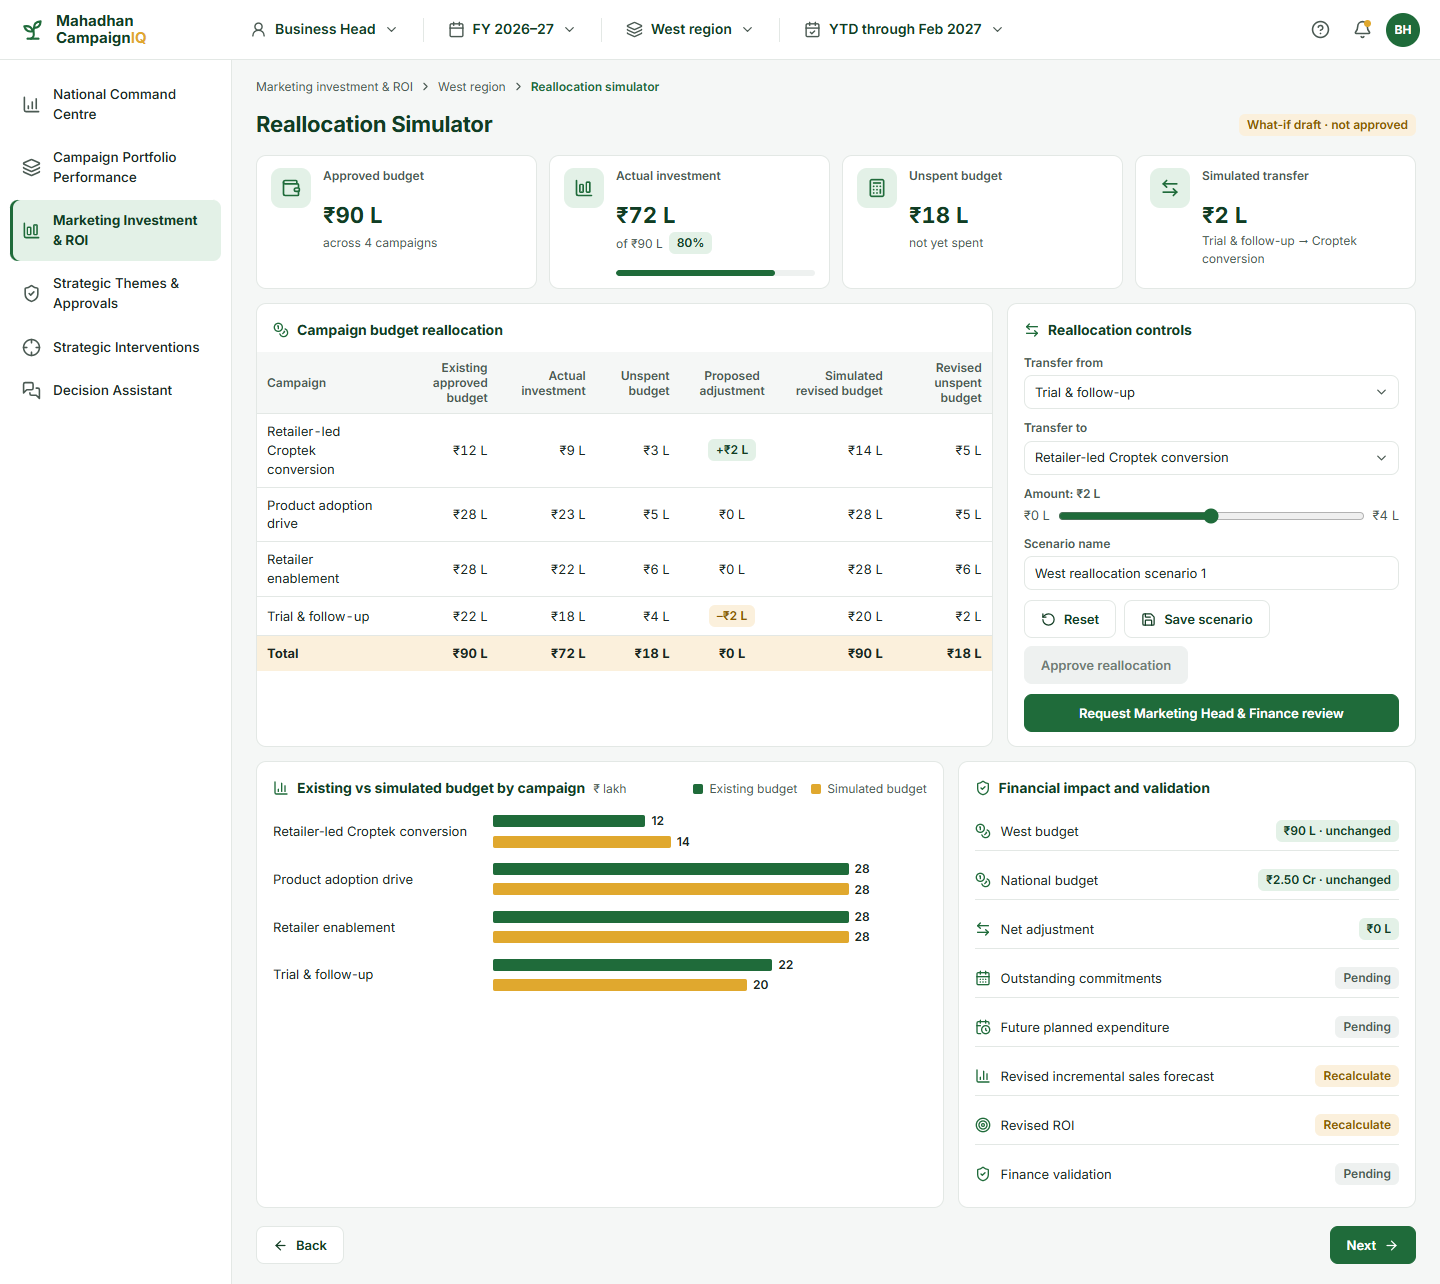 Mahadhan
CampaignIQ
Business Head
FY 2026–27
West region
YTD through Feb 2027
BH
National Command
Centre
Campaign Portfolio
Performance
Marketing Investment
& ROI
Strategic Themes &
Approvals
Strategic Interventions
Decision Assistant
Marketing investment & ROI > West region > Reallocation simulator
Reallocation Simulator
What-if draft · not approved
Approved budget
₹90 L
across 4 campaigns
Actual investment
₹72 L
of ₹90 L 80%
Unspent budget
₹18 L
not yet spent
Simulated transfer
₹2 L
Trial & follow-up → Croptek
conversion
Campaign budget reallocation
Campaign
Existing
approved
budget
Actual
investment
Unspent
budget
Proposed
adjustment
Simulated
revised budget
Revised
unspent
budget
Retailer-led
Croptek
conversion
₹12 L ₹9 L ₹3 L +₹2 L ₹14 L ₹5 L
Product adoption
drive
₹28 L ₹23 L ₹5 L ₹0 L ₹28 L ₹5 L
Retailer
enablement
₹28 L ₹22 L ₹6 L ₹0 L ₹28 L ₹6 L
Trial & follow-up ₹22 L ₹18 L ₹4 L –₹2 L ₹20 L ₹2 L
Total ₹90 L ₹72 L ₹18 L ₹0 L ₹90 L ₹18 L
Reallocation controls
Transfer from
Trial & follow-up
Transfer to
Retailer-led Croptek conversion
Amount: ₹2 L
₹0 L ₹4 L
Scenario name
West reallocation scenario 1
Reset
Save scenario
Approve reallocation
Request Marketing Head & Finance review
Existing vs simulated budget by campaign ₹ lakh
Existing budget
Simulated budget
Retailer-led Croptek conversion
12
14
Product adoption drive
28
28
Retailer enablement
28
28
Trial & follow-up
22
20
Financial impact and validation
West budget ₹90 L · unchanged
National budget ₹2.50 Cr · unchanged
Net adjustment ₹0 L
Outstanding commitments Pending
Future planned expenditure Pending
Revised incremental sales forecast Recalculate
Revised ROI Recalculate
Finance validation Pending
Back
Next